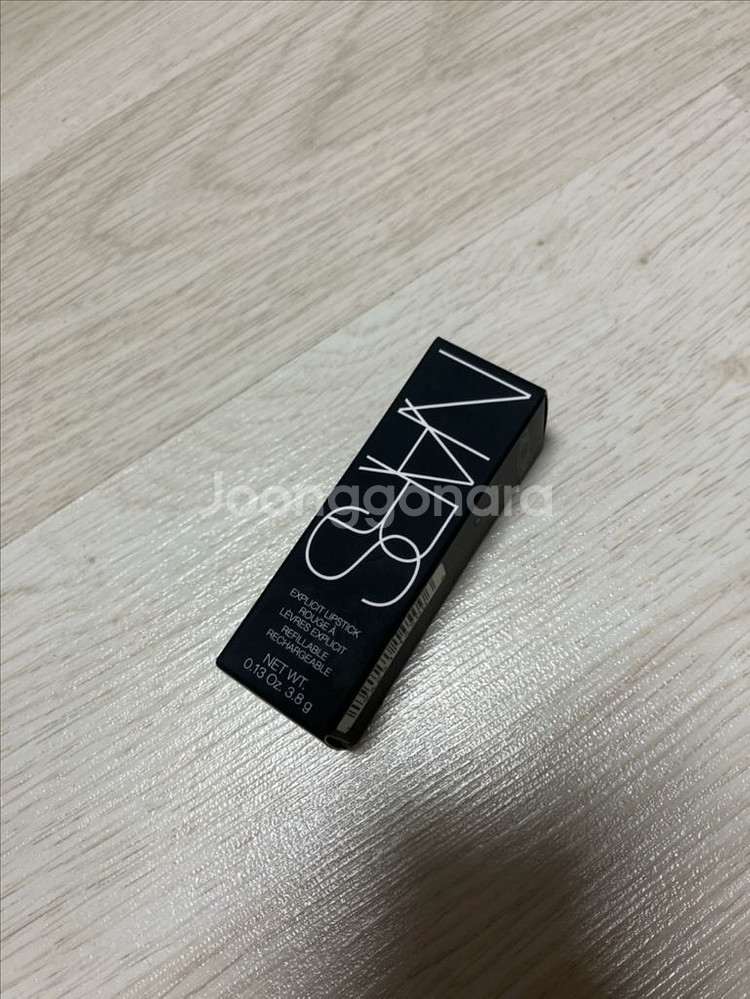 NARS
EXPLICIT LIPSTICK
ROUGE À
LÈVRES EXPLICIT
REFILLABLE
RECHARGEABLE
NET WT.
0.13 Oz. 3.8 g
Joonggonara